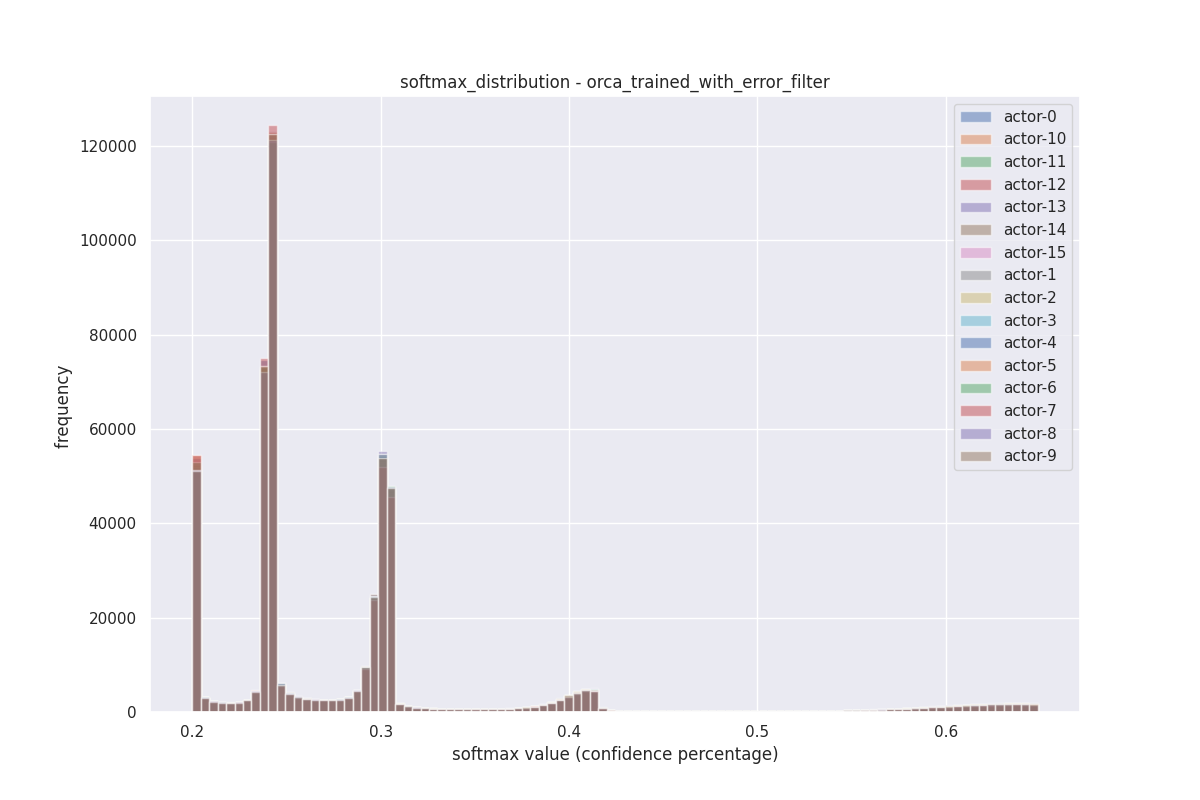 softmax_distribution - orca_trained_with_error_filter
actor-0
actor-10
actor-11
actor-12
actor-13
actor-14
actor-15
actor-1
actor-2
actor-3
actor-4
actor-5
actor-6
actor-7
actor-8
actor-9
frequency
120000
100000
80000
60000
40000
20000
0
0.2 0.3 0.4 0.5 0.6
softmax value (confidence percentage)